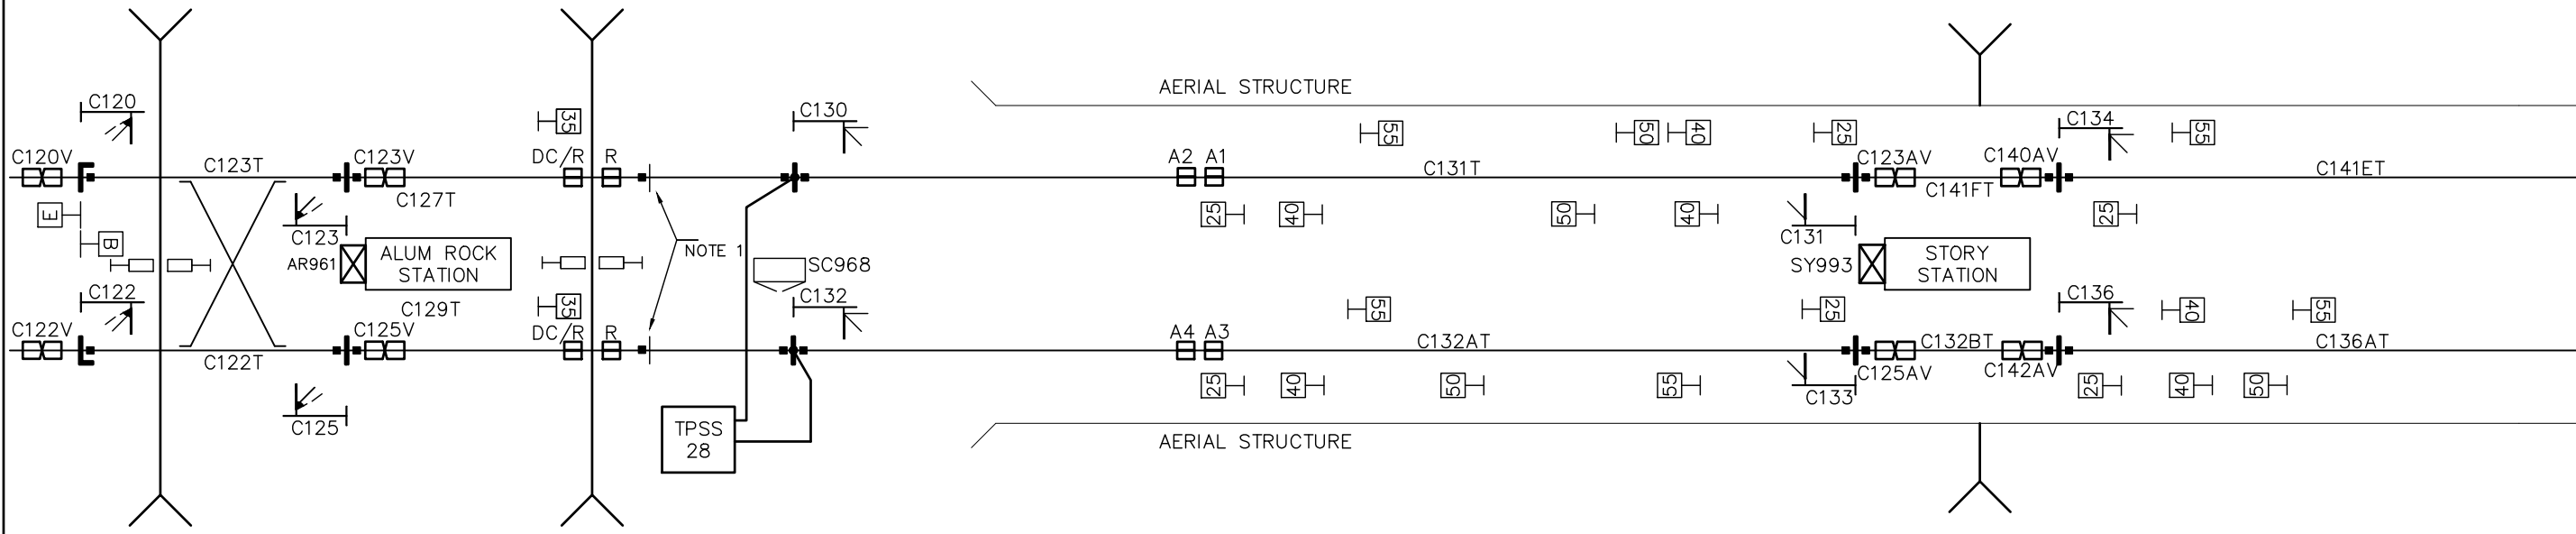 AERIAL STRUCTURE
C120
C130
C134
35
55
50
40
25
55
C120V
C123T
C123V
DC/R
R
A2
A1
C131T
C123AV
C140AV
C141ET
C127T
C141FT
E
B
C123
25
40
50
40
C131
25
NOTE 1
AR961
ALUM ROCK
STATION
SC968
SY993
STORY
STATION
C122
C132
C136
C129T
35
55
25
40
55
C122V
C122T
C125V
DC/R
R
A4
A3
C132AT
C132BT
C136AT
C125AV
C142AV
25
40
50
55
C133
25
40
50
C125
TPSS
28
AERIAL STRUCTURE